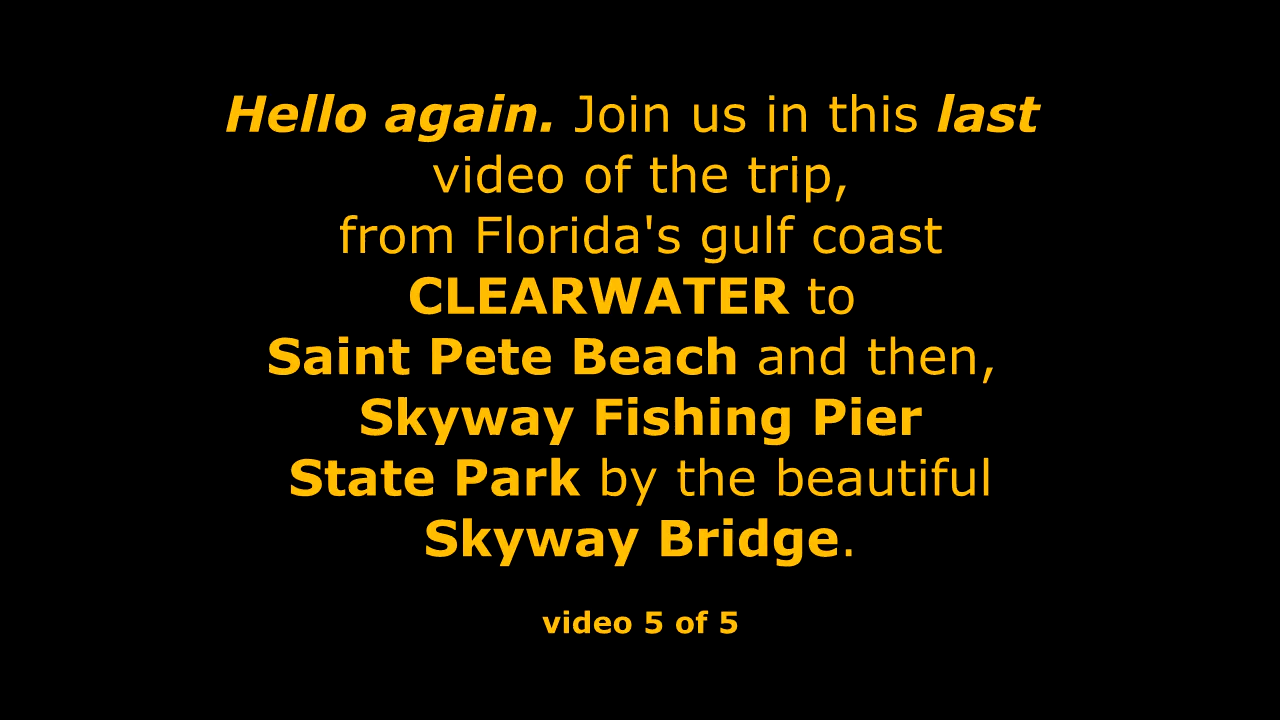 Hello again. Join us in this last
video of the trip,
from Florida's gulf coast
CLEARWATER to
Saint Pete Beach and then,
Skyway Fishing Pier
State Park by the beautiful
Skyway Bridge.
video 5 of 5